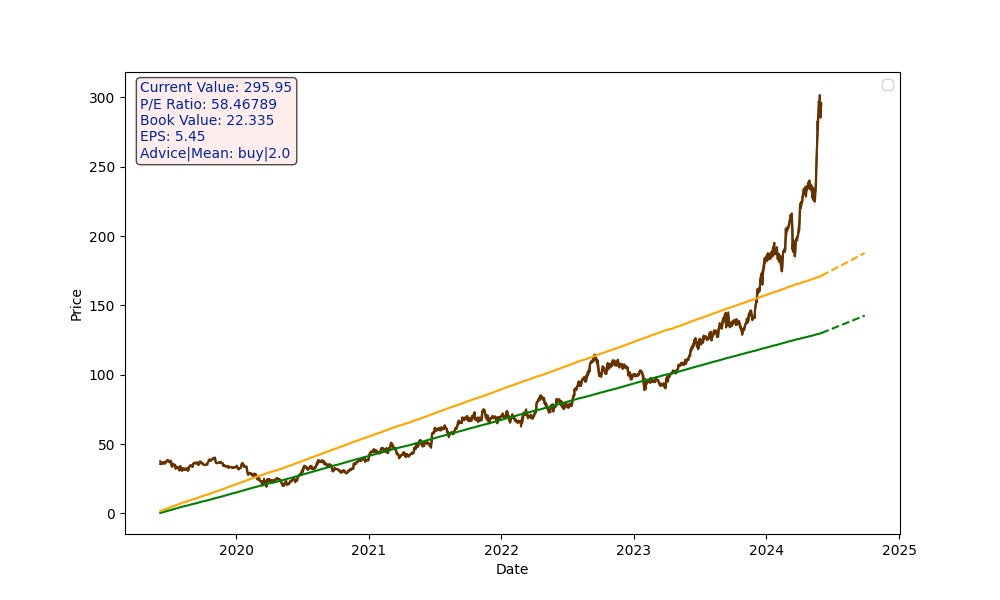 Current Value: 295.95
P/E Ratio: 58.46789
Book Value: 22.335
EPS: 5.45
Advice|Mean: buy|2.0
300
250
200
150
100
50
0
Price
2020 2021 2022 2023 2024 2025
Date